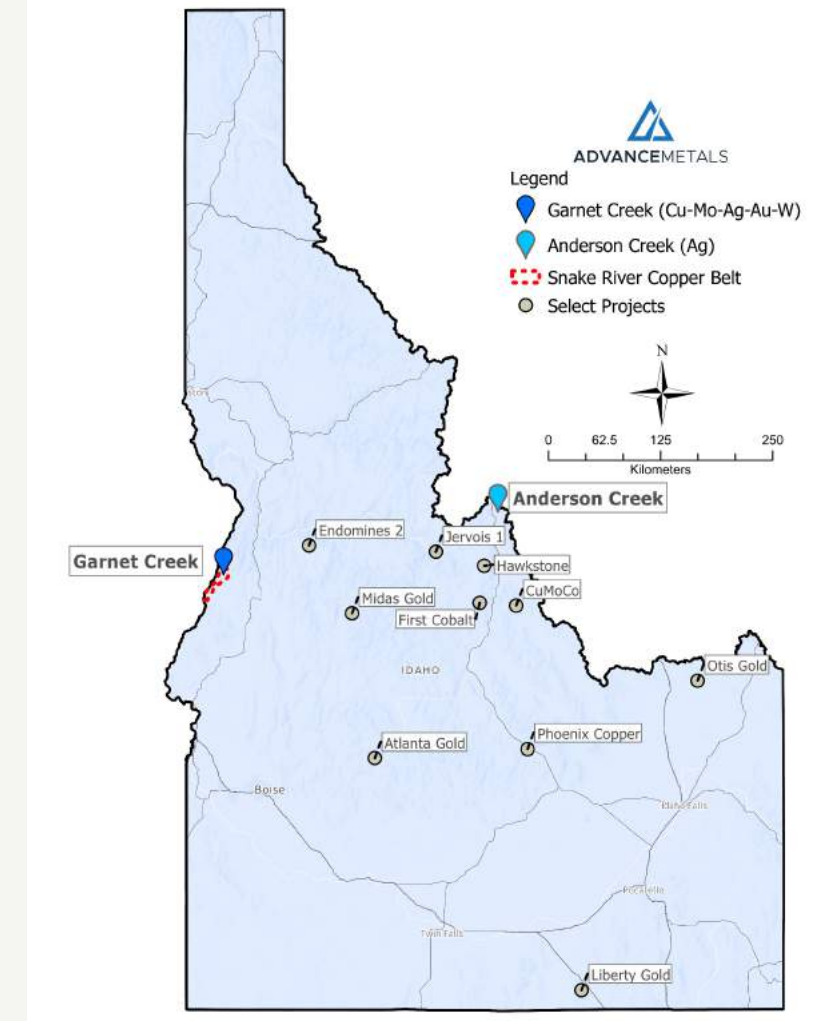 ADVANCEMETALS
Legend
Garnet Creek (Cu-Mo-Ag-Au-W)
Anderson Creek (Ag)
Snake River Copper Belt
Select Projects
N
0 62.5 125 250
Kilometers
Anderson Creek
Endomines 2
Jervois 1
Garnet Creek
Hawkstone
CuMoCo
Midas Gold
First Cobalt
Otis Gold
IDAHO
Phoenix Copper
Atlanta Gold
Boise
Idaho Falls
Pocatello
Twin Falls
Liberty Gold